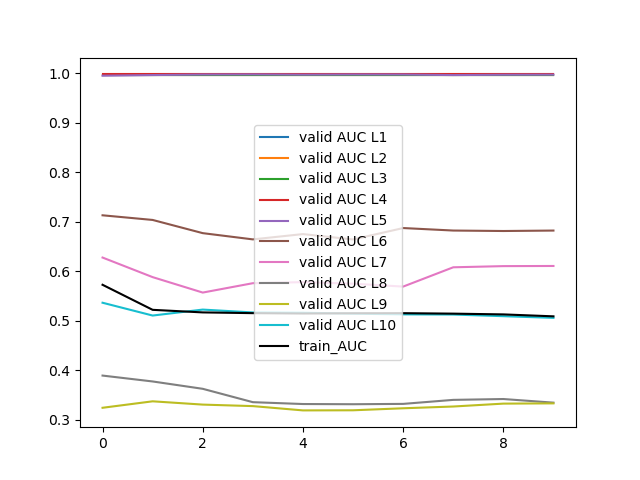 1.0
0.9
0.8
0.7
0.6
0.5
0.4
0.3
valid AUC L1
valid AUC L2
valid AUC L3
valid AUC L4
valid AUC L5
valid AUC L6
valid AUC L7
valid AUC L8
valid AUC L9
valid AUC L10
train_AUC
0 2 4 6 8